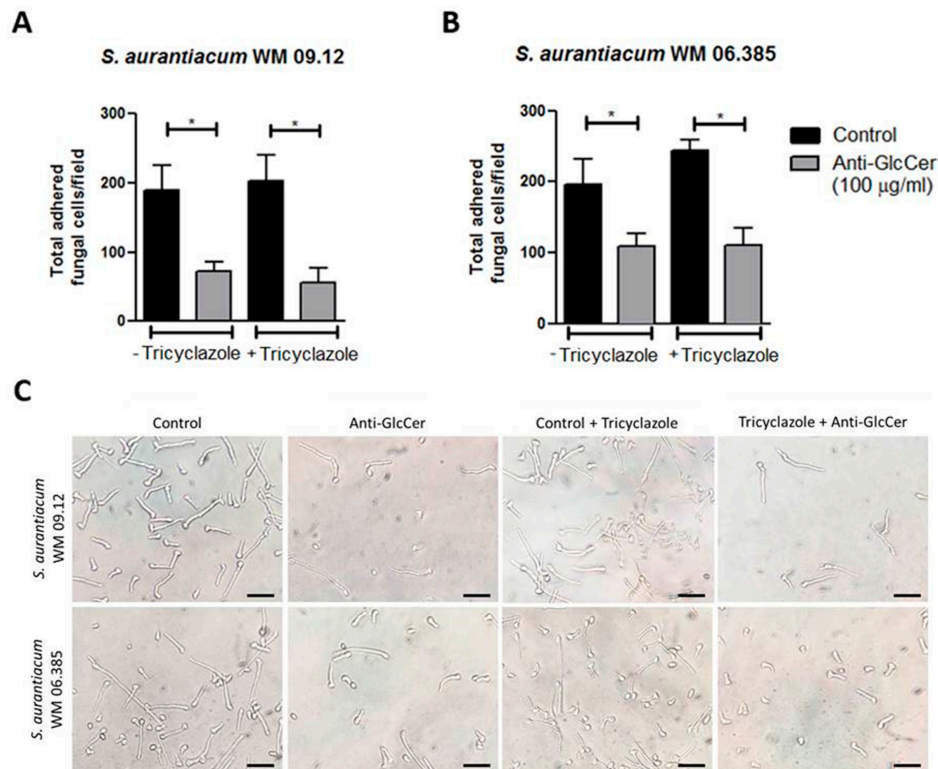 A
S. aurantiacum WM 09.12
Total adhered
fungal cells/field
300
200
100
0
*
*
- Tricyclazole
+ Tricyclazole
B
S. aurantiacum WM 06.385
Total adhered
fungal cells/field
300
200
100
0
*
*
- Tricyclazole
+ Tricyclazole
Control
Anti-GlcCer
(100 µg/ml)
C
Control
Anti-GlcCer
Control + Tricyclazole
Tricyclazole + Anti-GlcCer
S. aurantiacum
WM 09.12
S. aurantiacum
WM 06.385